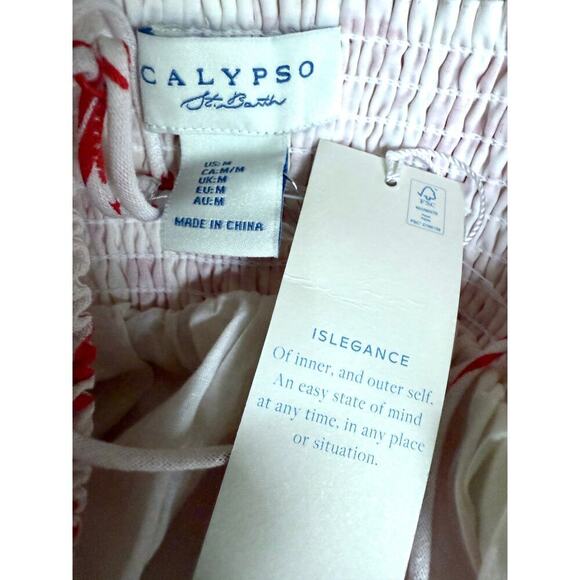 CALYPSO
St. Barth
US:M
CA:M/M
UK:M
EU:M
AU:M
MADE IN CHINA
FSC
ISLEGANCE
Of inner, and outer self.
An easy state of mind
at any time, in any place
or situation.